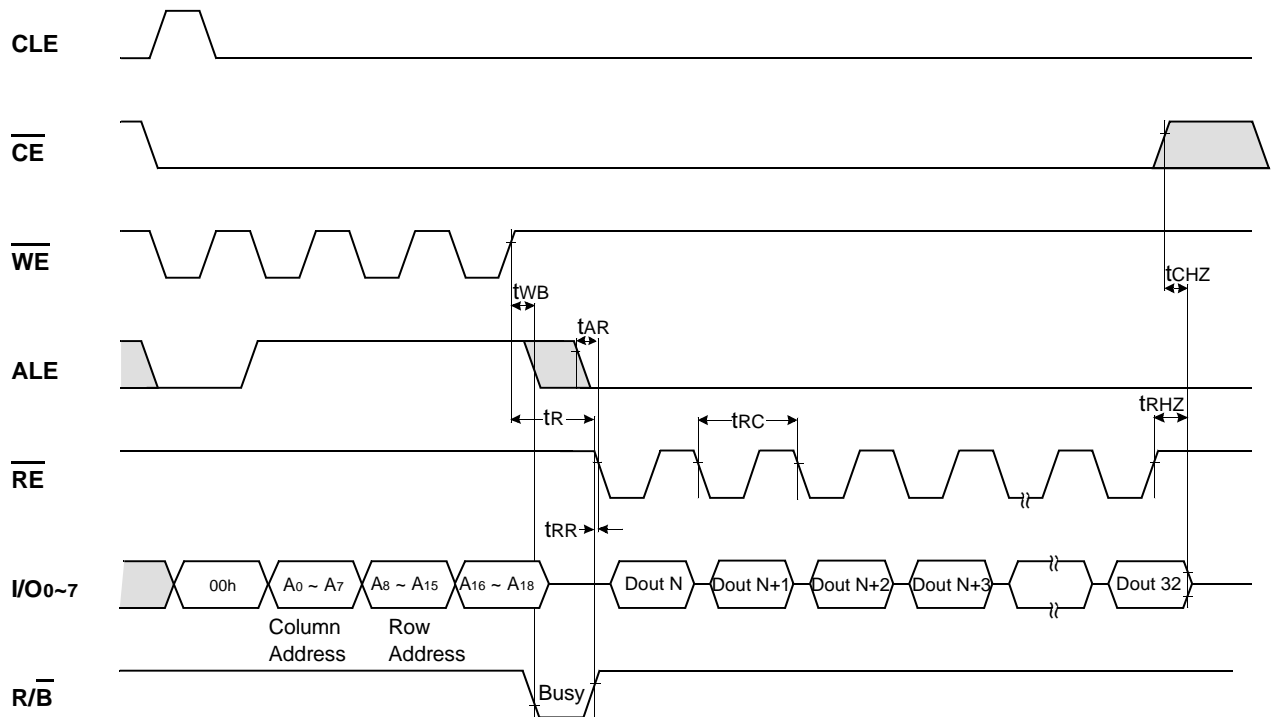 CLE
CE
WE
tWB
tCHZ
tAR
ALE
tR
tRC
tRHZ
RE
tRR
I/O0~7
00h
A0 ~ A7
A8 ~ A15
A16 ~ A18
Dout N
Dout N+1
Dout N+2
Dout N+3
Dout 32
Column
Address
Row
Address
R/B
Busy